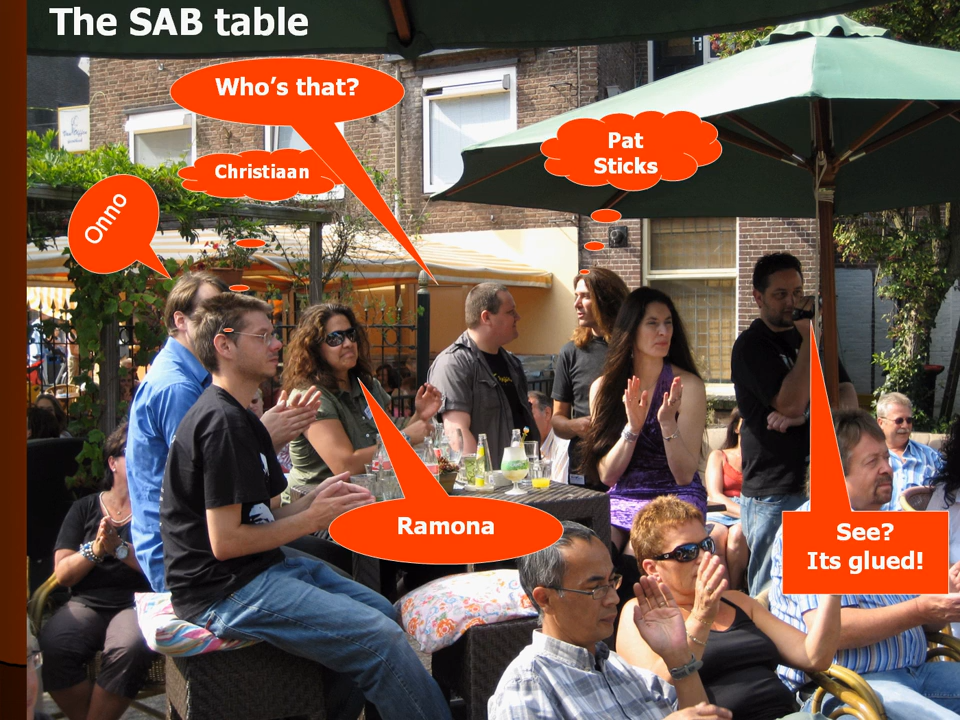 The SAB table
Who's that?
Pat
Sticks
Christiaan
Onno
Ramona
See?
Its glued!